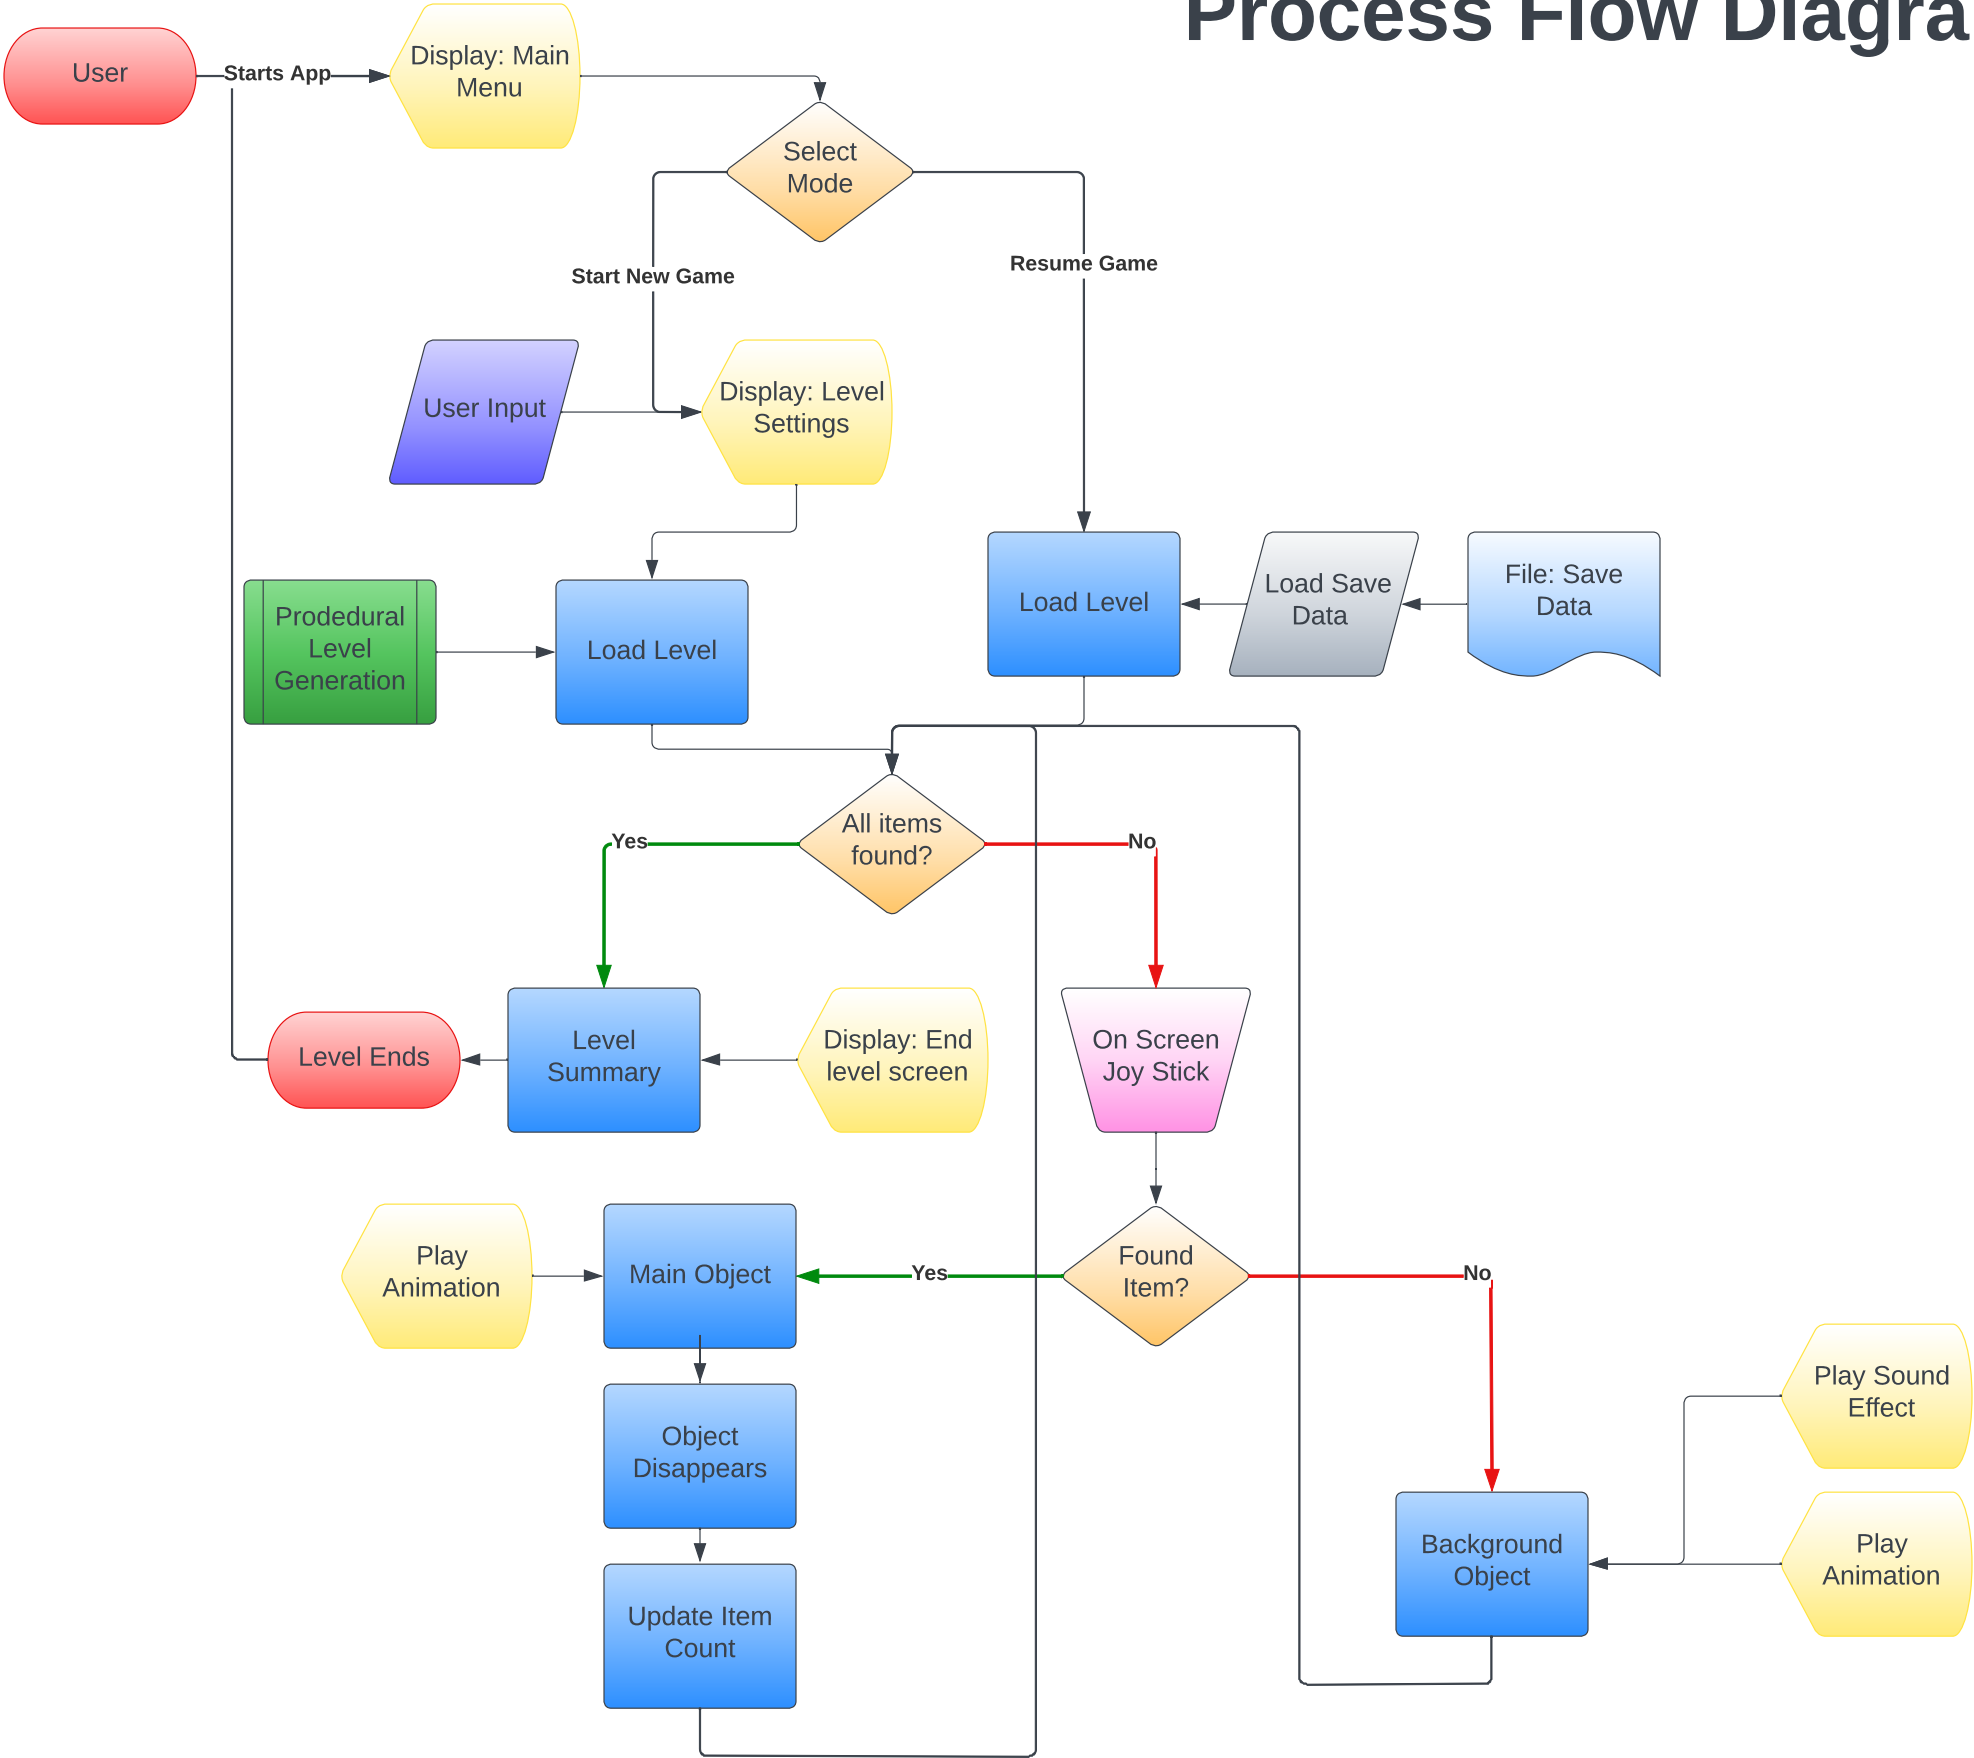 Process Flow Diagra
User
Starts App
Display: Main
Menu
Select
Mode
Start New Game
Resume Game
User Input
Display: Level
Settings
Prodedural
Level
Generation
Load Level
Load Level
Load Save
Data
File: Save
Data
All items
found?
Yes
No
Level Ends
Level
Summary
Display: End
level screen
On Screen
Joy Stick
Play
Animation
Main Object
Yes
Found
Item?
No
Object
Disappears
Play Sound
Effect
Background
Object
Play
Animation
Update Item
Count